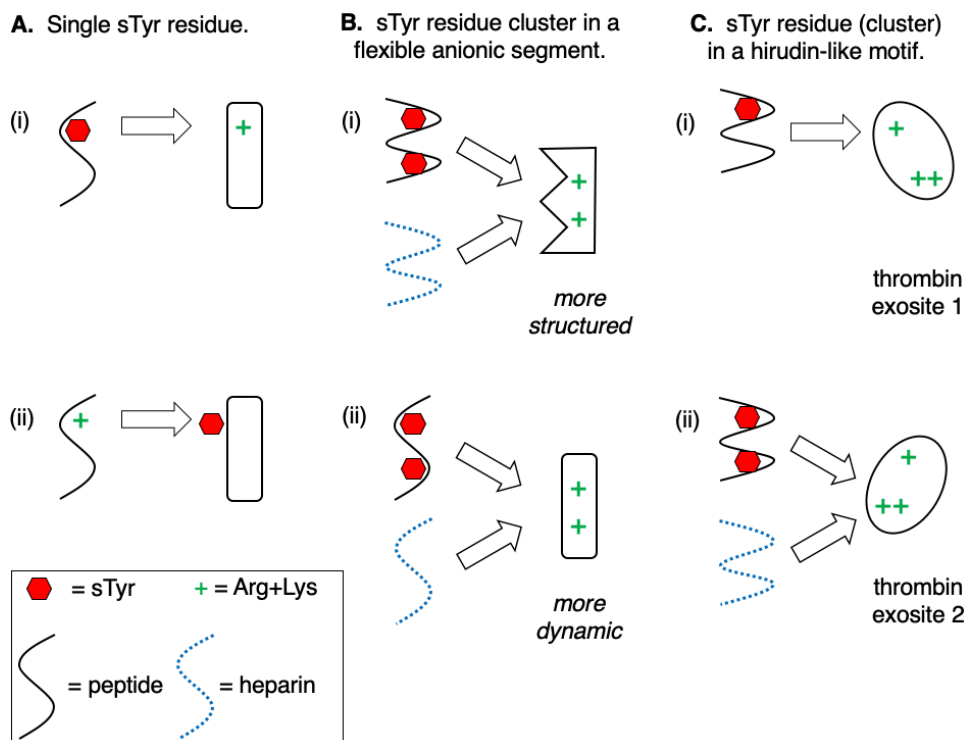 A. Single sTyr residue.
B. sTyr residue cluster in a
flexible anionic segment.
C. sTyr residue (cluster)
in a hirudin-like motif.
(i)
+
(i)
+
+
more
structured
(i)
+
++
thrombin
exosite 1
(ii)
+
(ii)
+
+
more
dynamic
(ii)
+
++
thrombin
exosite 2
= sTyr
+ = Arg+Lys
= peptide
= heparin